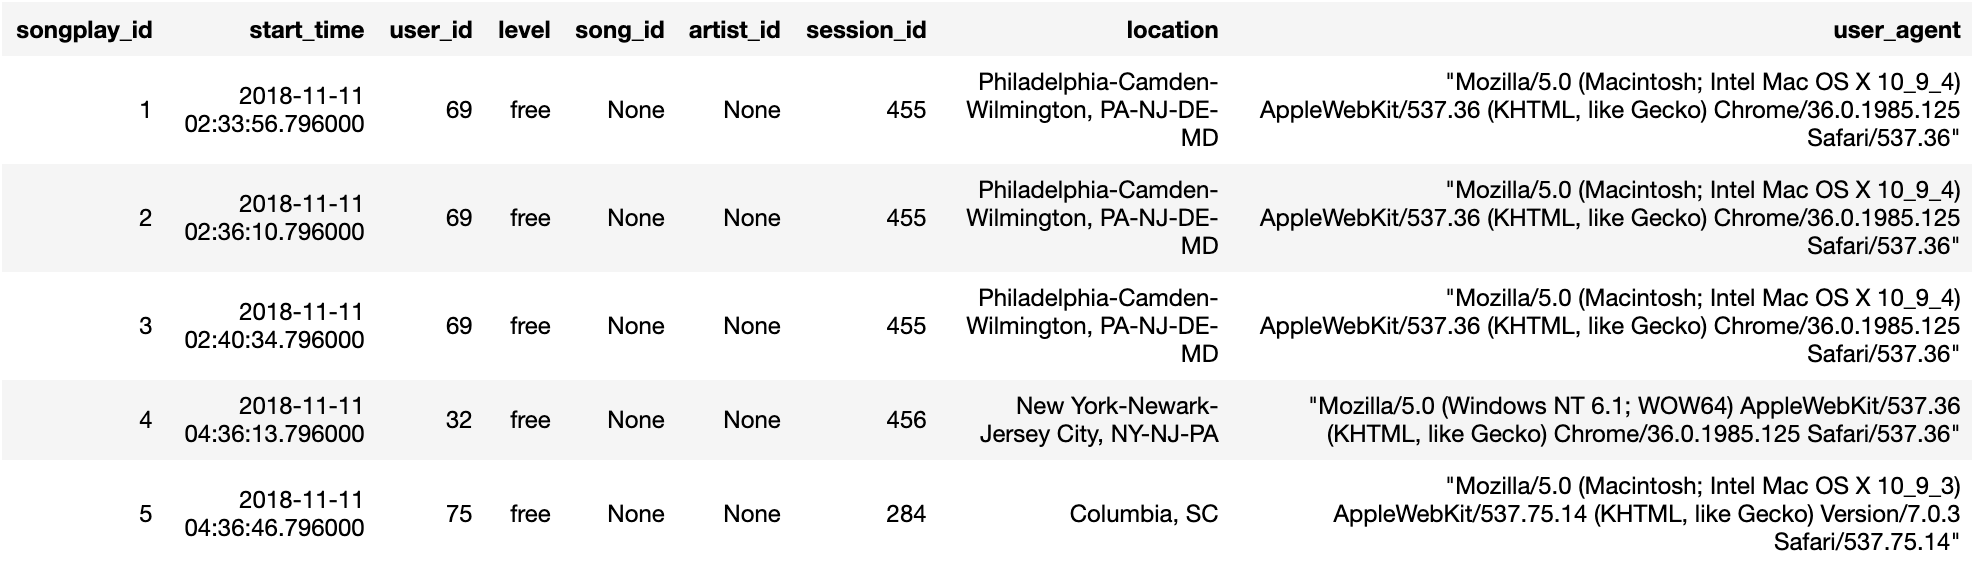 songplay_id start_time user_id level song_id artist_id session_id location user_agent
1 2018-11-11 02:33:56.796000 69 free None None 455 Philadelphia-Camden-Wilmington, PA-NJ-DE-MD "Mozilla/5.0 (Macintosh; Intel Mac OS X 10_9_4) AppleWebKit/537.36 (KHTML, like Gecko) Chrome/36.0.1985.125 Safari/537.36"
2 2018-11-11 02:36:10.796000 69 free None None 455 Philadelphia-Camden-Wilmington, PA-NJ-DE-MD "Mozilla/5.0 (Macintosh; Intel Mac OS X 10_9_4) AppleWebKit/537.36 (KHTML, like Gecko) Chrome/36.0.1985.125 Safari/537.36"
3 2018-11-11 02:40:34.796000 69 free None None 455 Philadelphia-Camden-Wilmington, PA-NJ-DE-MD "Mozilla/5.0 (Macintosh; Intel Mac OS X 10_9_4) AppleWebKit/537.36 (KHTML, like Gecko) Chrome/36.0.1985.125 Safari/537.36"
4 2018-11-11 04:36:13.796000 32 free None None 456 New York-Newark-Jersey City, NY-NJ-PA "Mozilla/5.0 (Windows NT 6.1; WOW64) AppleWebKit/537.36 (KHTML, like Gecko) Chrome/36.0.1985.125 Safari/537.36"
5 2018-11-11 04:36:46.796000 75 free None None 284 Columbia, SC "Mozilla/5.0 (Macintosh; Intel Mac OS X 10_9_3) AppleWebKit/537.75.14 (KHTML, like Gecko) Version/7.0.3 Safari/537.75.14"